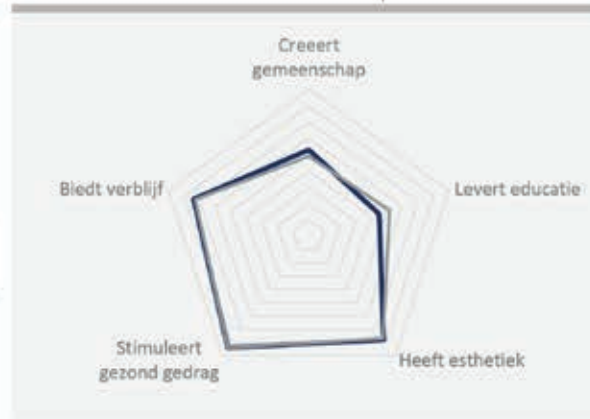 Creeert
gemeenschap
Levert educatie
Heeft esthetiek
Stimuleert
gezond gedrag
Biedt verblijf